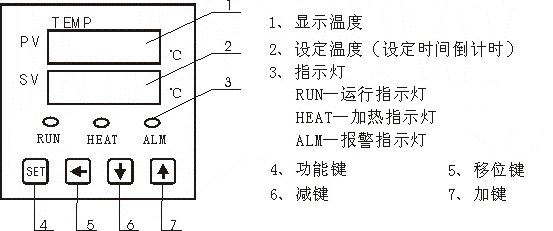 TEMP
PV
℃
SV
℃
RUN HEAT ALM
SET
1
2
3
4 5 6 7
1、显示温度
2、设定温度（设定时间倒计时）
3、指示灯
RUN—运行指示灯
HEAT—加热指示灯
ALM—报警指示灯
4、功能键 5、移位键
6、减键 7、加键